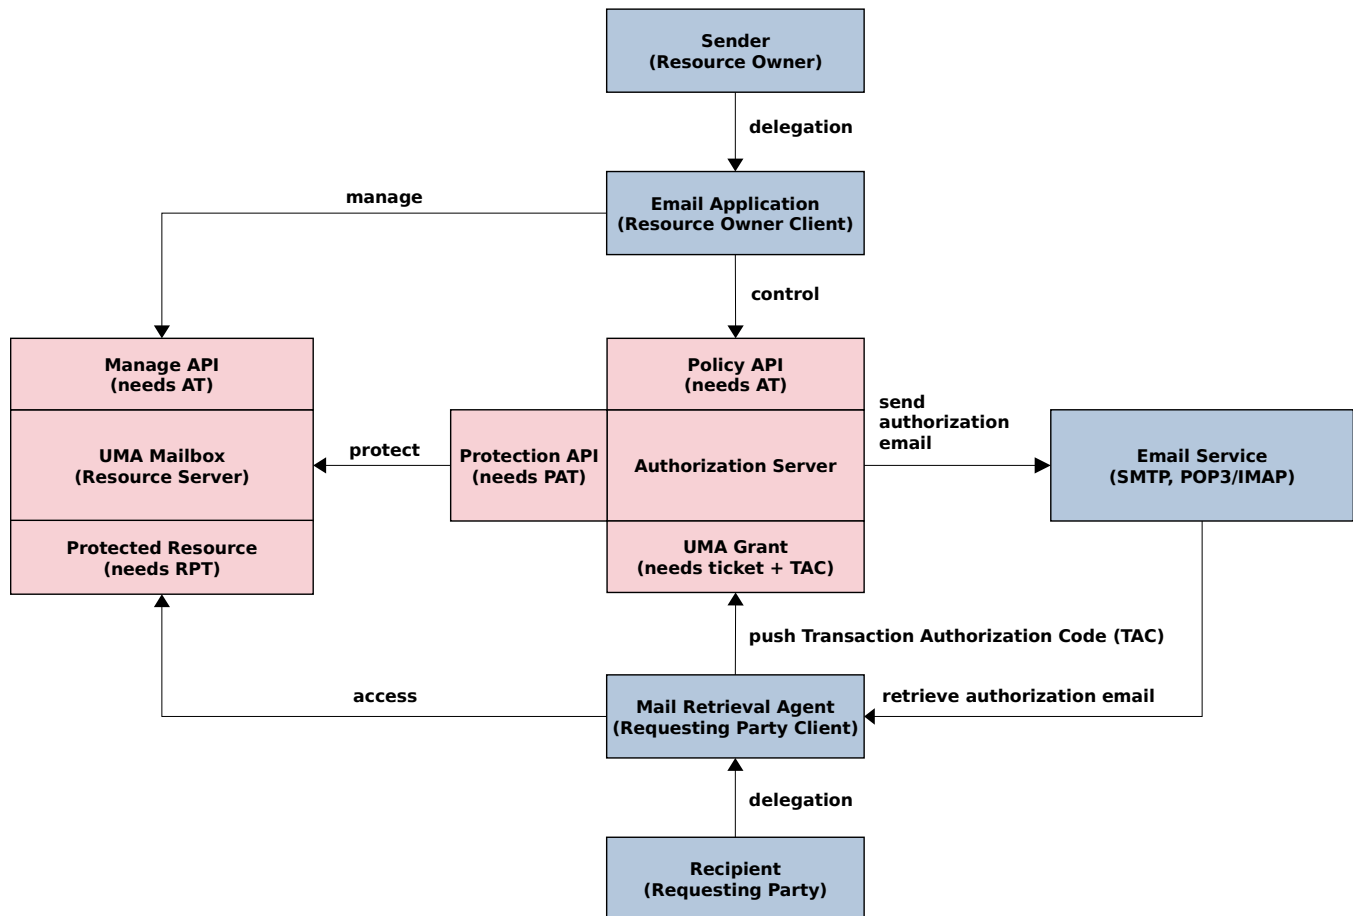 Sender
(Resource Owner)
delegation
manage
Email Application
(Resource Owner Client)
control
Manage API
(needs AT)
Policy API
(needs AT)
send
authorization
email
UMA Mailbox
(Resource Server)
protect
Protection API
(needs PAT)
Authorization Server
Email Service
(SMTP, POP3/IMAP)
Protected Resource
(needs RPT)
UMA Grant
(needs ticket + TAC)
push Transaction Authorization Code (TAC)
access
Mail Retrieval Agent
(Requesting Party Client)
retrieve authorization email
delegation
Recipient
(Requesting Party)